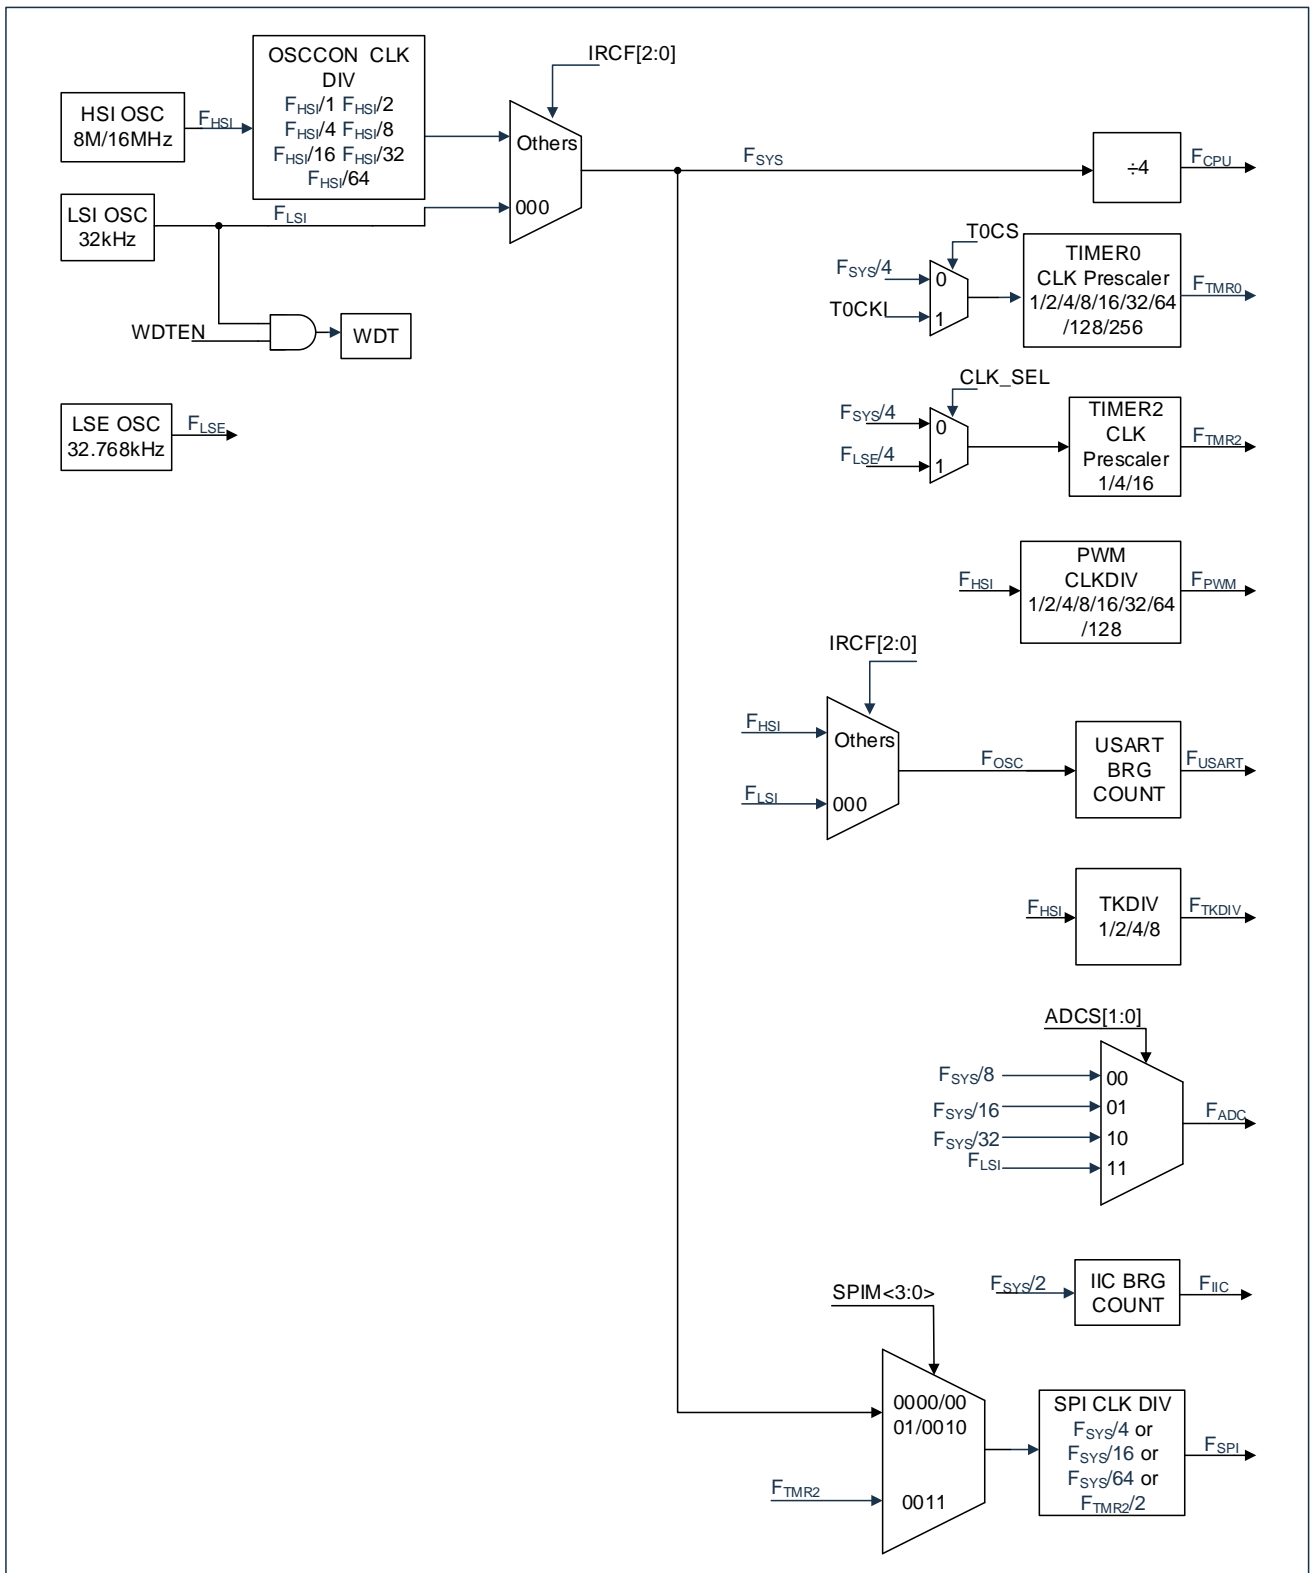 OSCCON CLK
DIV
FHSI/1 FHSI/2
FHSI/4 FHSI/8
FHSI/16 FHSI/32
FHSI/64
IRCF[2:0]
HSI OSC
8M/16MHz
FHSI
Others
000
FSYS
÷4
FCPU
LSI OSC
32kHz
FLSI
WDTEN
WDT
T0CS
FSYS/4
0
T0CKI
1
TIMER0
CLK Prescaler
1/2/4/8/16/32/64
/128/256
FTMR0
LSE OSC
32.768kHz
FLSE
CLK_SEL
FSYS/4
0
FLSE/4
1
TIMER2
CLK
Prescaler
1/4/16
FTMR2
FHSI
PWM
CLKDIV
1/2/4/8/16/32/64
/128
FPWM
IRCF[2:0]
FHSI
Others
FLSI
000
FOSC
USART
BRG
COUNT
FUSART
FHSI
TKDIV
1/2/4/8
FTKDIV
ADCS[1:0]
FSYS/8
00
FSYS/16
01
FSYS/32
10
FLSI
11
FADC
FSYS/2
IIC BRG
COUNT
FIIC
SPIM<3:0>
0000/00
01/0010
FTMR2
0011
SPI CLK DIV
FSYS/4 or
FSYS/16 or
FSYS/64 or
FTMR2/2
FSPI